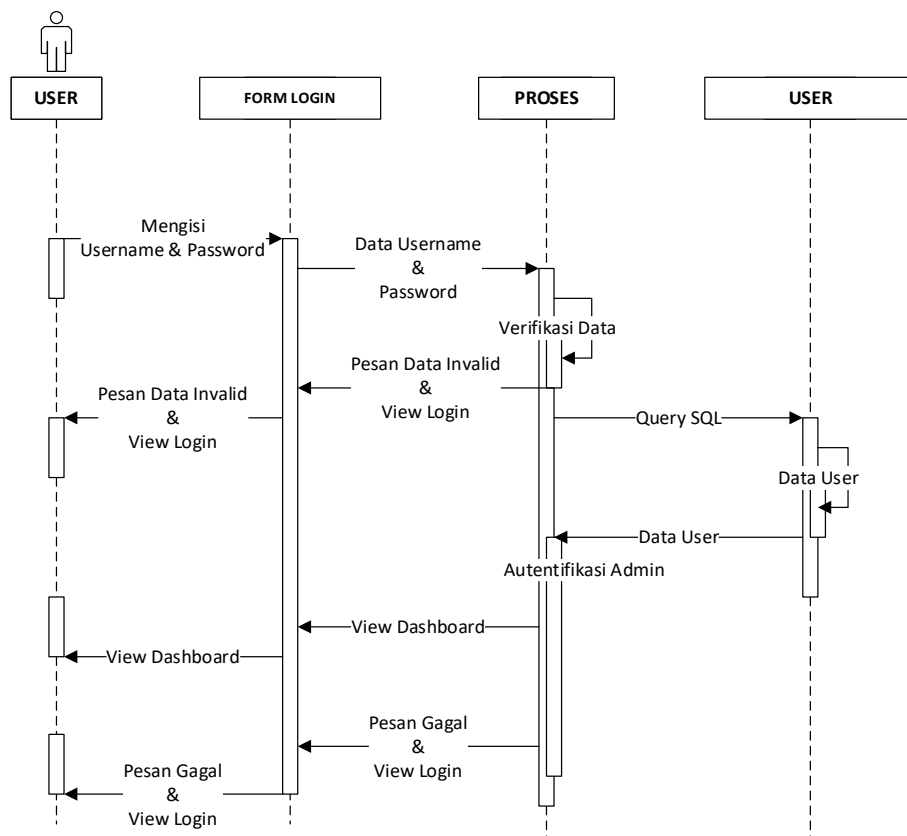 USER
FORM LOGIN
PROSES
USER
Mengisi
Username & Password
Data Username
&
Password
Verifikasi Data
Pesan Data Invalid
&
View Login
Pesan Data Invalid
&
View Login
Query SQL
Data User
Data User
Autentifikasi Admin
View Dashboard
View Dashboard
Pesan Gagal
&
View Login
Pesan Gagal
&
View Login